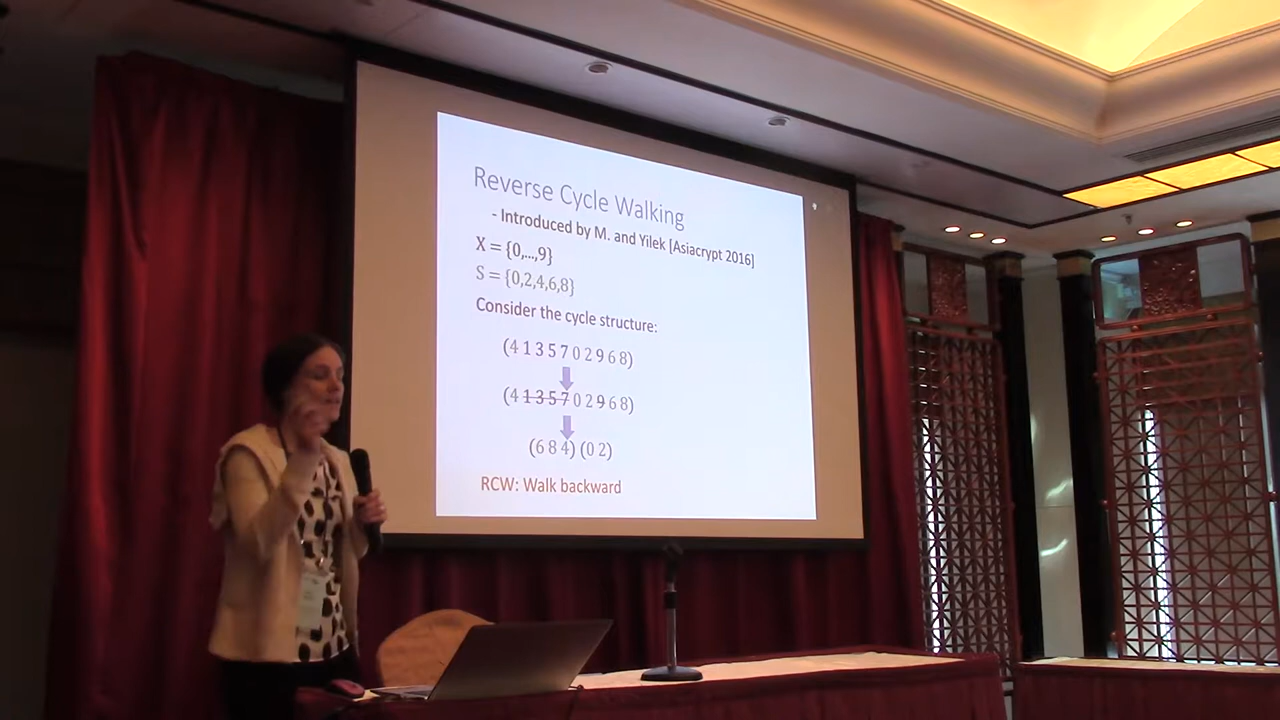 Reverse Cycle Walking
- Introduced by M. and Yilek [Asiacrypt 2016]
X = {0,...,9}
S = {0,2,4,6,8}
Consider the cycle structure:
(4 1 3 5 7 0 2 9 6 8)
(4 1 3 5 7 0 2 9 6 8)
(6 8 4) (0 2)
RCW: Walk backward